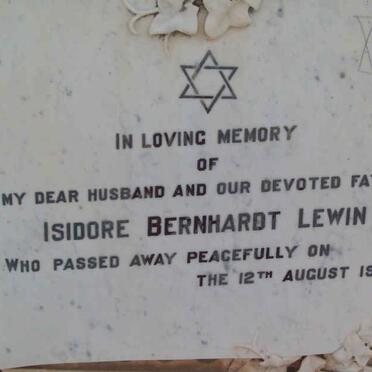 IN LOVING MEMORY
OF
MY DEAR HUSBAND AND OUR DEVOTED FA
ISIDORE BERNHARDT LEWIN
WHO PASSED AWAY PEACEFULLY ON
THE 12TH AUGUST 19